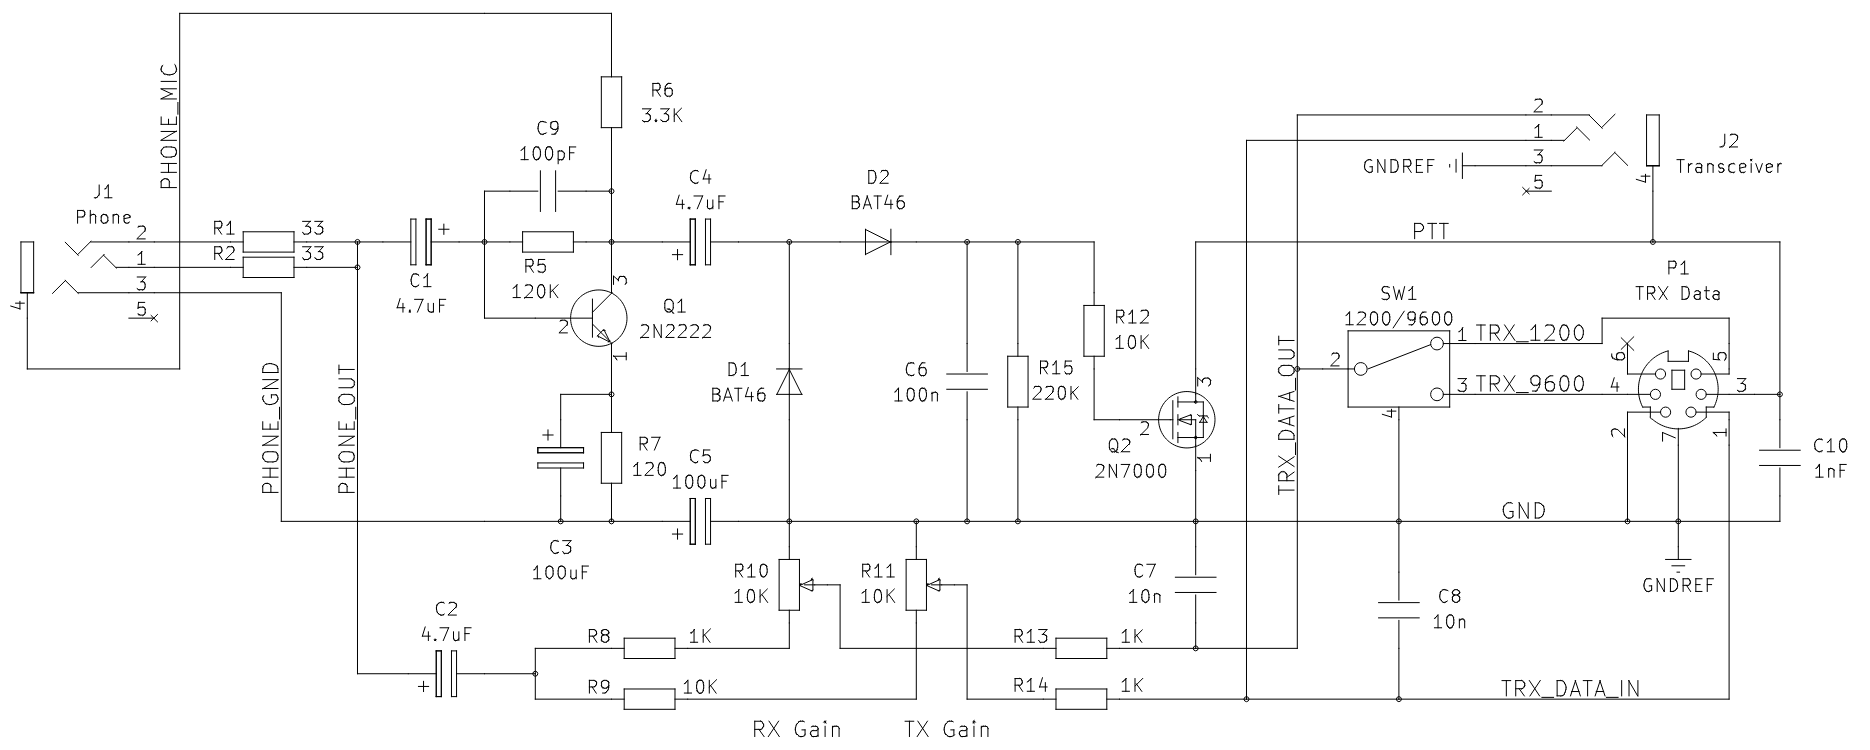 PHONE_MIC
R6
3.3K
C9
100pF
J1
Phone
2
1
3
5
4
R1
33
R2
33
C1
4.7uF
R5
120K
3
Q1
2N2222
2
1
C4
4.7uF
+
+
D2
BAT46
D1
BAT46
C6
100n
R15
220K
R12
10K
3
2
Q2
2N7000
1
PHONE_GND
PHONE_OUT
+
R7
120
C3
100uF
C5
100uF
+
2
1
3
5
4
GNDREF
J2
Transceiver
PTT
P1
TRX Data
SW1
1200/9600
1
TRX_1200
2
3
TRX_9600
4
TRX_DATA_OUT
6
5
4
3
2
7
1
C10
1nF
GND
GNDREF
R10
10K
R11
10K
C7
10n
C8
10n
C2
4.7uF
+
R8
1K
R9
10K
R13
1K
R14
1K
TRX_DATA_IN
RX Gain
TX Gain